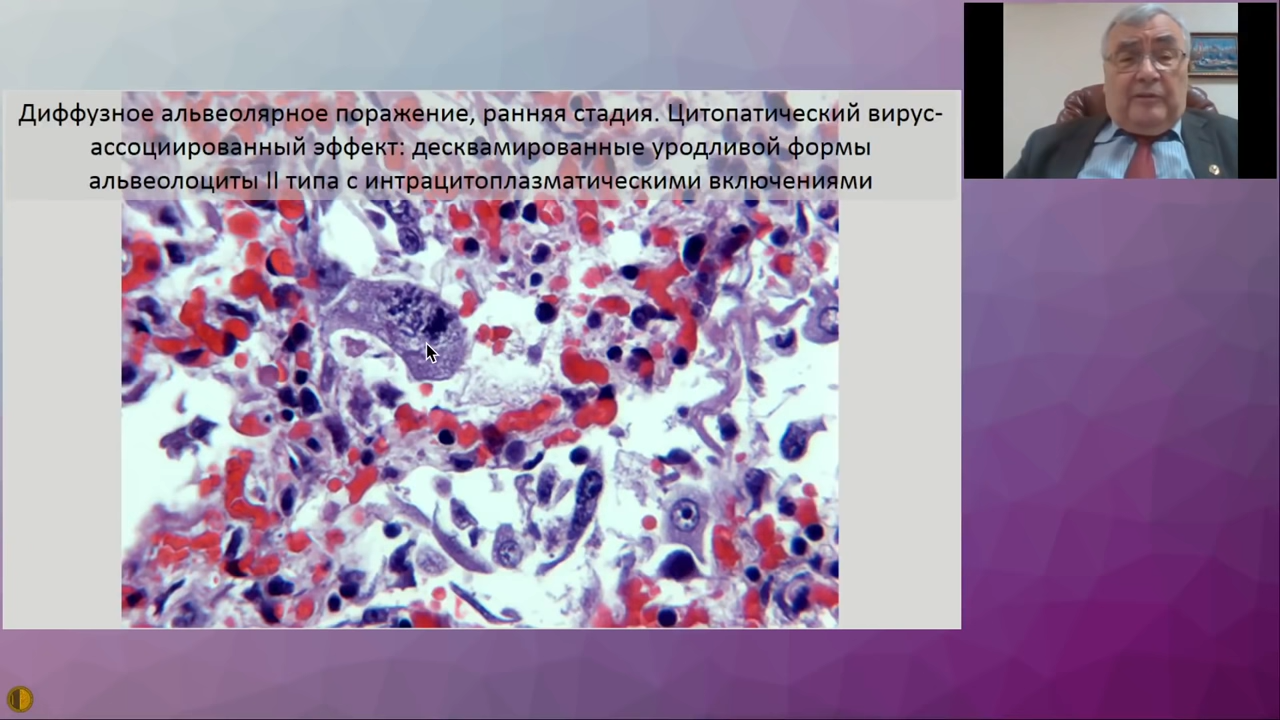 Диффузное альвеолярное поражение, ранняя стадия. Цитопатический вирус-
ассоциированный эффект: десквамированные уродливой формы
альвеолоциты II типа с интрацитоплазматическими включениями